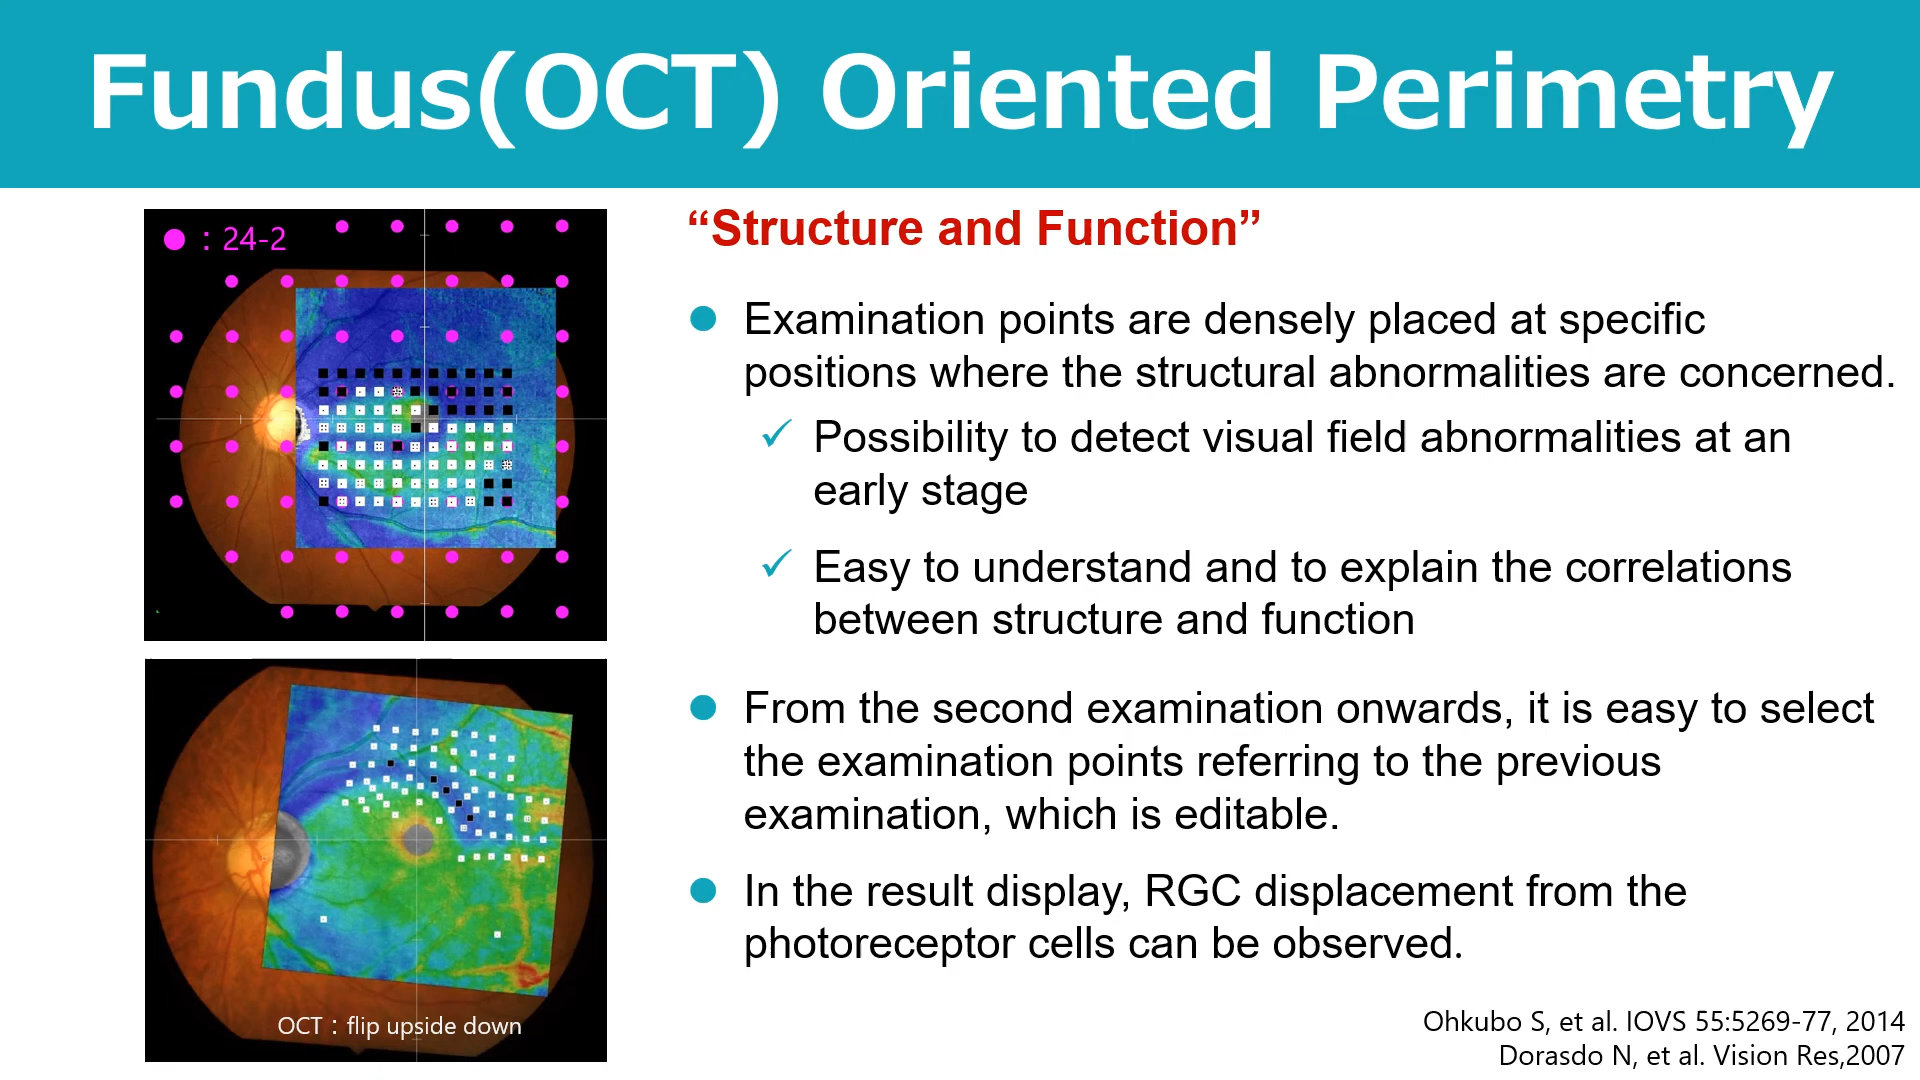 Fundus(OCT) Oriented Perimetry
: 24-2
“Structure and Function”
Examination points are densely placed at specific
positions where the structural abnormalities are concerned.
✓ Possibility to detect visual field abnormalities at an
early stage
✓ Easy to understand and to explain the correlations
between structure and function
From the second examination onwards, it is easy to select
the examination points referring to the previous
examination, which is editable.
In the result display, RGC displacement from the
photoreceptor cells can be observed.
OCT：flip upside down
Ohkubo S, et al. IOVS 55:5269-77, 2014
Dorasdo N, et al. Vision Res,2007